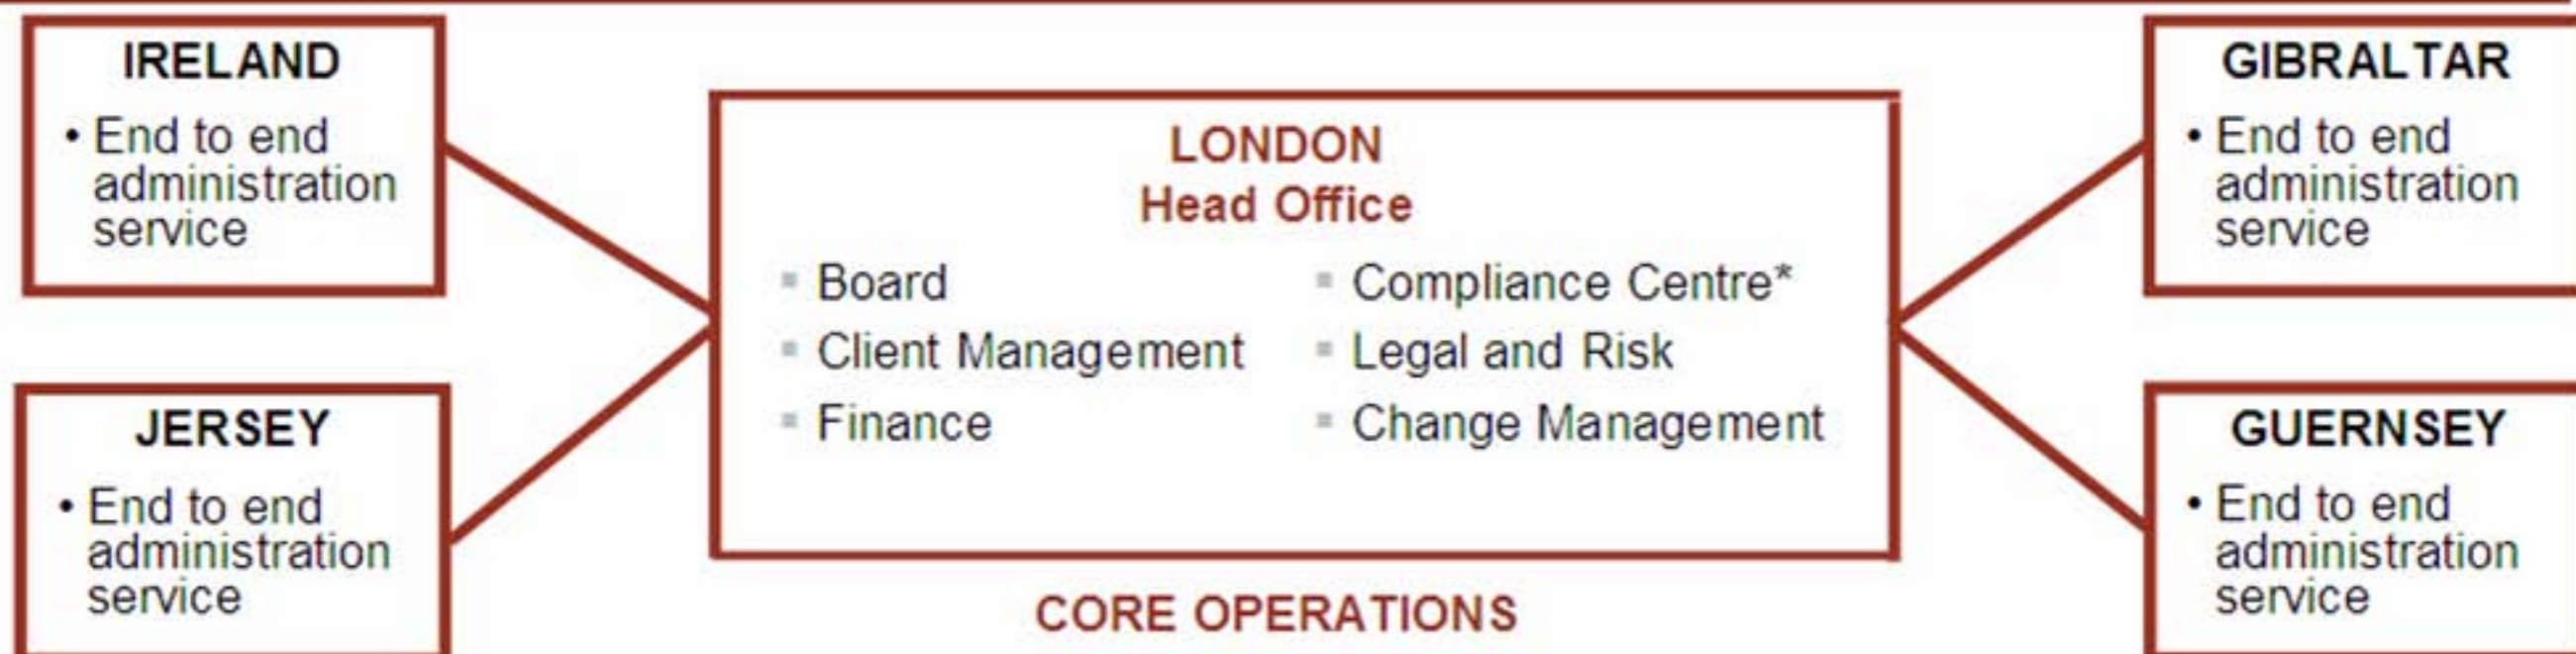 IRELAND
• End to end
administration
service
JERSEY
• End to end
administration
service
LONDON
Head Office
▪ Board
▪ Client Management
▪ Finance
▪ Compliance Centre*
▪ Legal and Risk
▪ Change Management
CORE OPERATIONS
GIBRALTAR
• End to end
administration
service
GUERNSEY
• End to end
administration
service